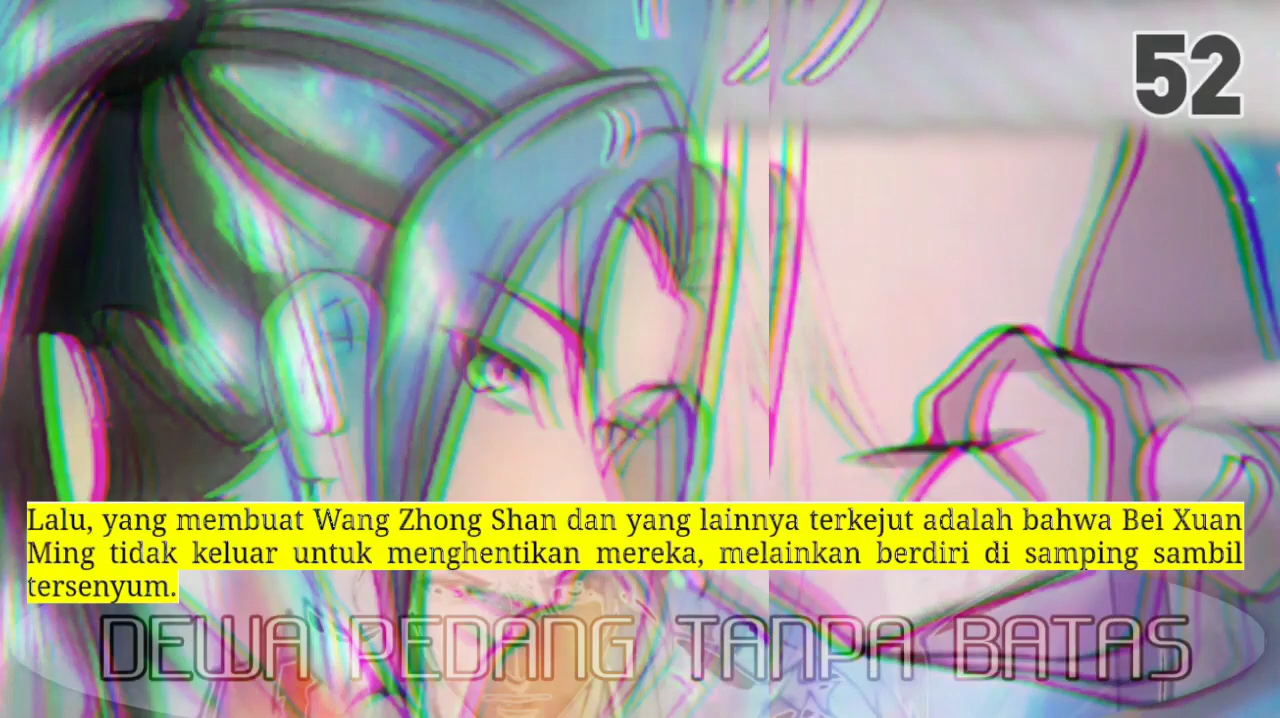 52
Lalu, yang membuat Wang Zhong Shan dan yang lainnya terkejut adalah bahwa Bei Xuan
Ming tidak keluar untuk menghentikan mereka, melainkan berdiri di samping sambil
tersenyum.
DEWA PEDANG TANPA BATAS